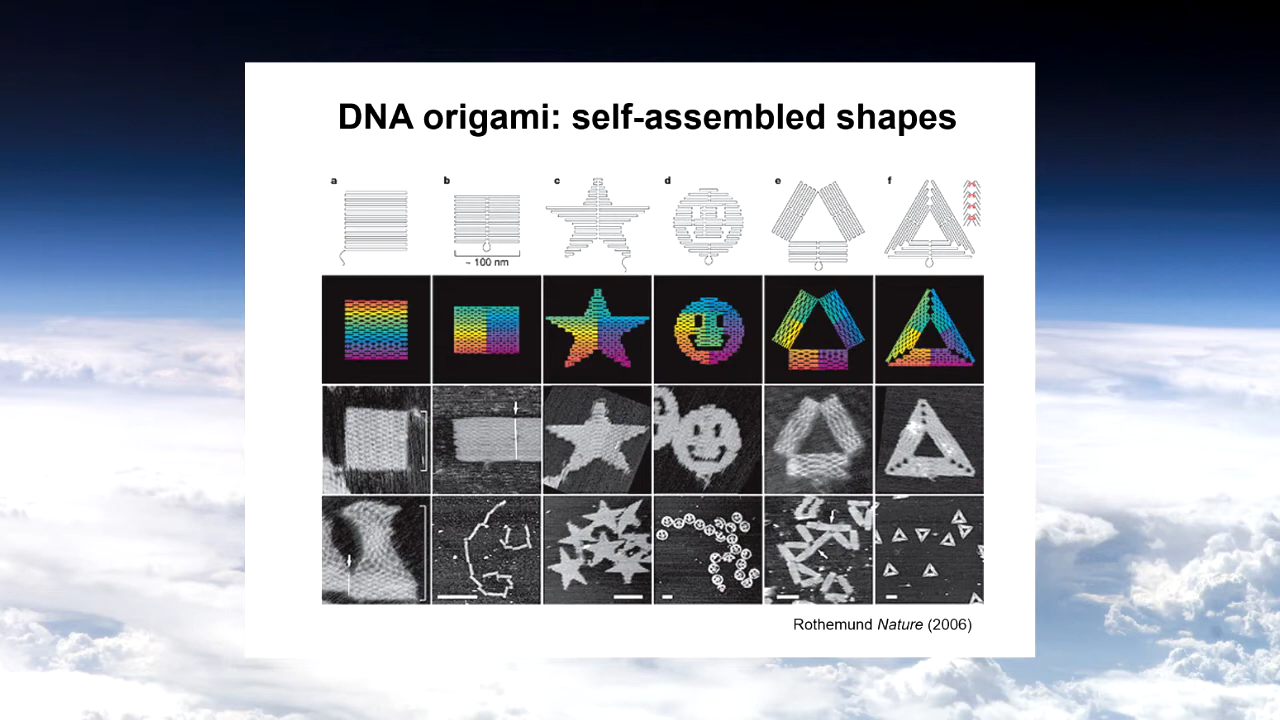 DNA origami: self-assembled shapes
a b c d e f
~ 100 nm
Rothemund Nature (2006)